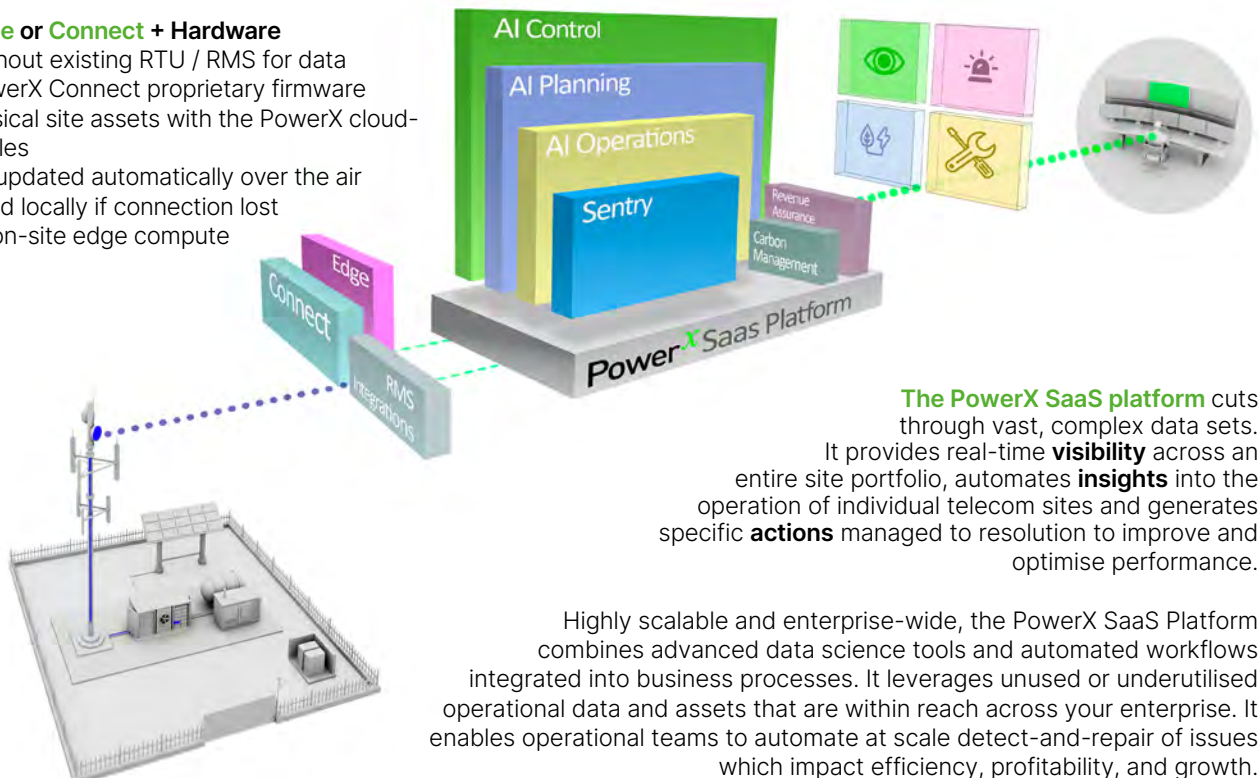 or Connect + Hardware
existing RTU / RMS for data
Connect proprietary firmware
site assets with the PowerX cloud-
updated automatically over the air
locally if connection lost
on-site edge compute
AI Control
AI Planning
AI Operations
Sentry
Revenue
Assurance
Carbon
Management
PowerX SaaS Platform
Edge
Connect
RMS
Integrations
The PowerX SaaS platform cuts
through vast, complex data sets.
It provides real-time visibility across an
entire site portfolio, automates insights into the
operation of individual telecom sites and generates
specific actions managed to resolution to improve and
optimise performance.
Highly scalable and enterprise-wide, the PowerX SaaS Platform
combines advanced data science tools and automated workflows
integrated into business processes. It leverages unused or underutilised
operational data and assets that are within reach across your enterprise. It
enables operational teams to automate at scale detect-and-repair of issues
which impact efficiency, profitability, and growth.